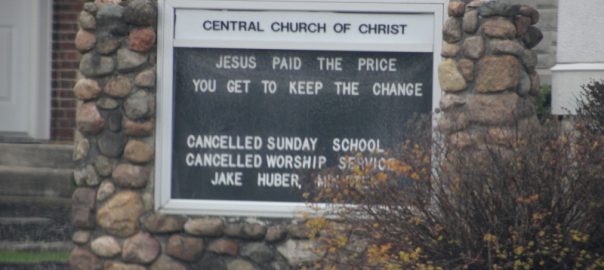 CENTRAL CHURCH OF CHRIST
JESUS PAID THE PRICE
YOU GET TO KEEP THE CHANGE
CANCELLED SUNDAY SCHOOL
CANCELLED WORSHIP SERVICE
JAKE HUBER,